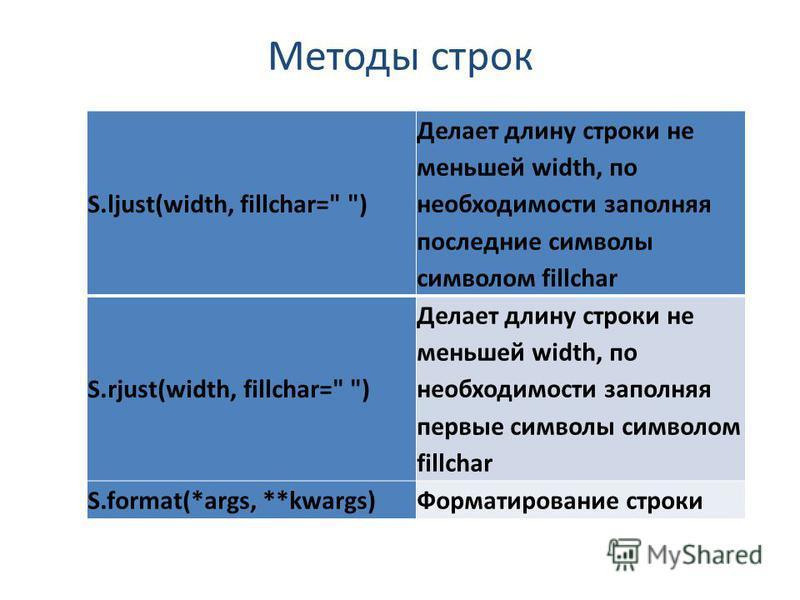 Методы строк
S.ljust(width, fillchar=" ")
Делает длину строки не
меньшей width, по
необходимости заполняя
последние символы
символом fillchar
S.rjust(width, fillchar=" ")
Делает длину строки не
меньшей width, по
необходимости заполняя
первые символы символом
fillchar
S.format(*args, **kwargs)
Форматирование строки
MyShared